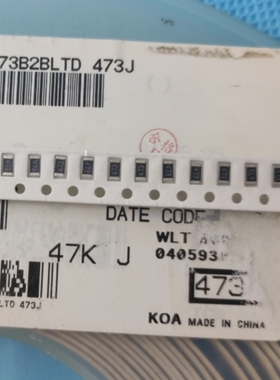 73B2BLTD 473J
DATE CODE
47K J
WLT
040593
473
LTD 473J
KOA MADE IN CHINA